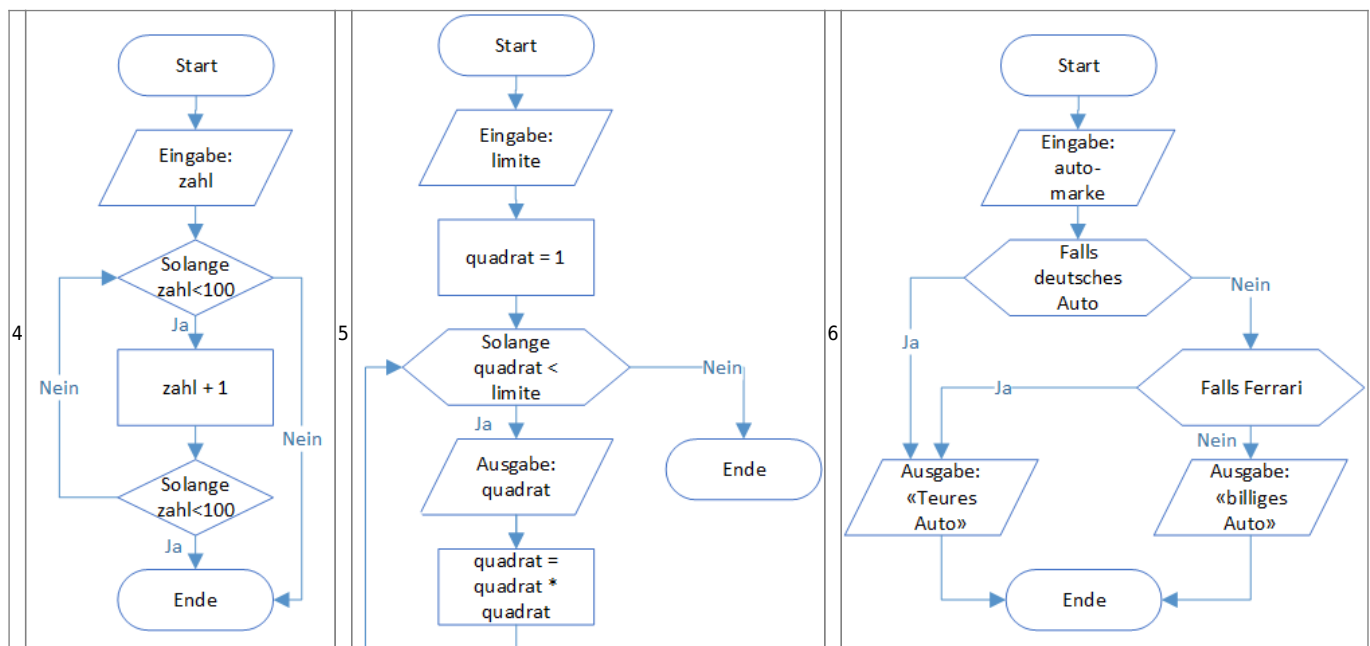 4
Start
Eingabe:
zahl
Solange
zahl<100
Ja
Nein
zahl + 1
Nein
Solange
zahl<100
Ja
Ende
5
Start
Eingabe:
limite
quadrat = 1
Solange
quadrat <
limite
Nein
Ja
Ende
Ausgabe:
quadrat
quadrat =
quadrat *
quadrat
6
Start
Eingabe:
auto-
marke
Falls
deutsches
Auto
Nein
Ja
Falls Ferrari
Ja
Nein
Ausgabe:
«Teures
Auto»
Ausgabe:
«billiges
Auto»
Ende